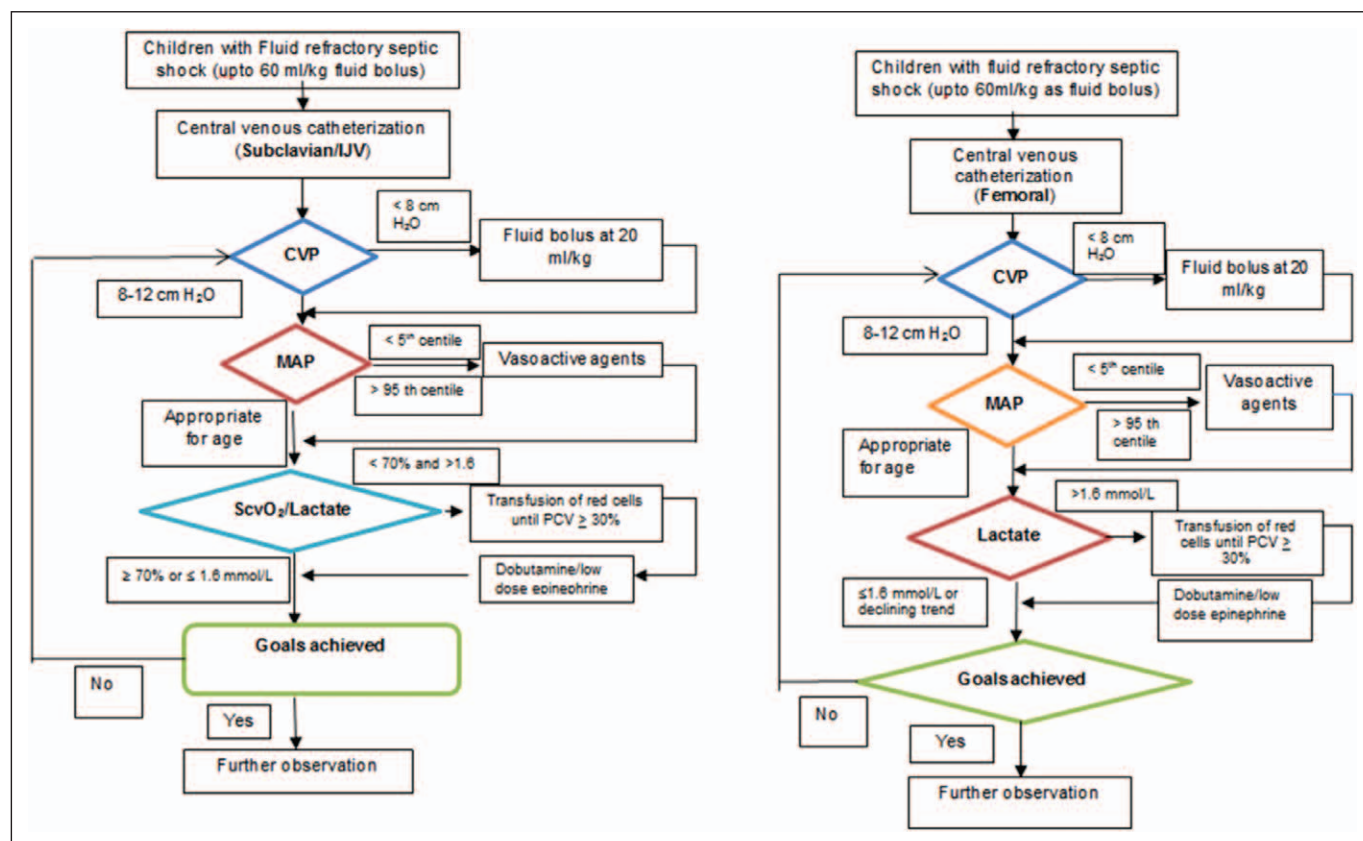 Children with Fluid refractory septic
shock (upto 60 ml/kg fluid bolus)
Central venous catheterization
(Subclavian/IJV)
< 8 cm
H₂O
CVP
Fluid bolus at 20
ml/kg
8-12 cm H₂O
< 5th centile
MAP
Vasoactive agents
> 95 th centile
Appropriate
for age
< 70% and >1.6
ScvO₂/Lactate
Transfusion of red cells
until PCV ≥ 30%
≥ 70% or ≤ 1.6 mmol/L
Dobutamine/low
dose epineohrine
Goals achieved
No
Yes
Further observation
Children with fluid refractory septic
shock (upto 60ml/kg as fluid bolus)
Central venous
catheterization
(Femoral)
< 8 cm
H₂O
CVP
Fluid bolus at 20
ml/kg
8-12 cm H₂O
< 5th centile
MAP
Vasoactive
agents
> 95 th
centile
Appropriate
for age
>1.6 mmol/L
Lactate
Transfusion of red
cells until PCV ≥
30%
≤1.6 mmol/L or
declining trend
Dobutamine/low
dose epinephrine
Goals achieved
No
Yes
Further observation